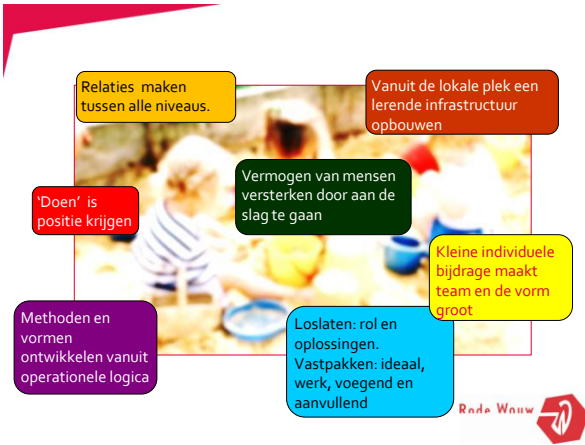 Relaties maken
tussen alle niveaus.
Vanuit de lokale plek een
lerende infrastructuur
opbouwen
Vermogen van mensen
versterken door aan de
slag te gaan
‘Doen’ is
positie krijgen
Kleine individuele
bijdrage maakt
team en de vorm
groot
Methoden en
vormen
ontwikkelen vanuit
operationele logica
Loslaten: rol en
oplossingen.
Vastpakken: ideaal,
werk, voegend en
aanvullend
Rode Wouw